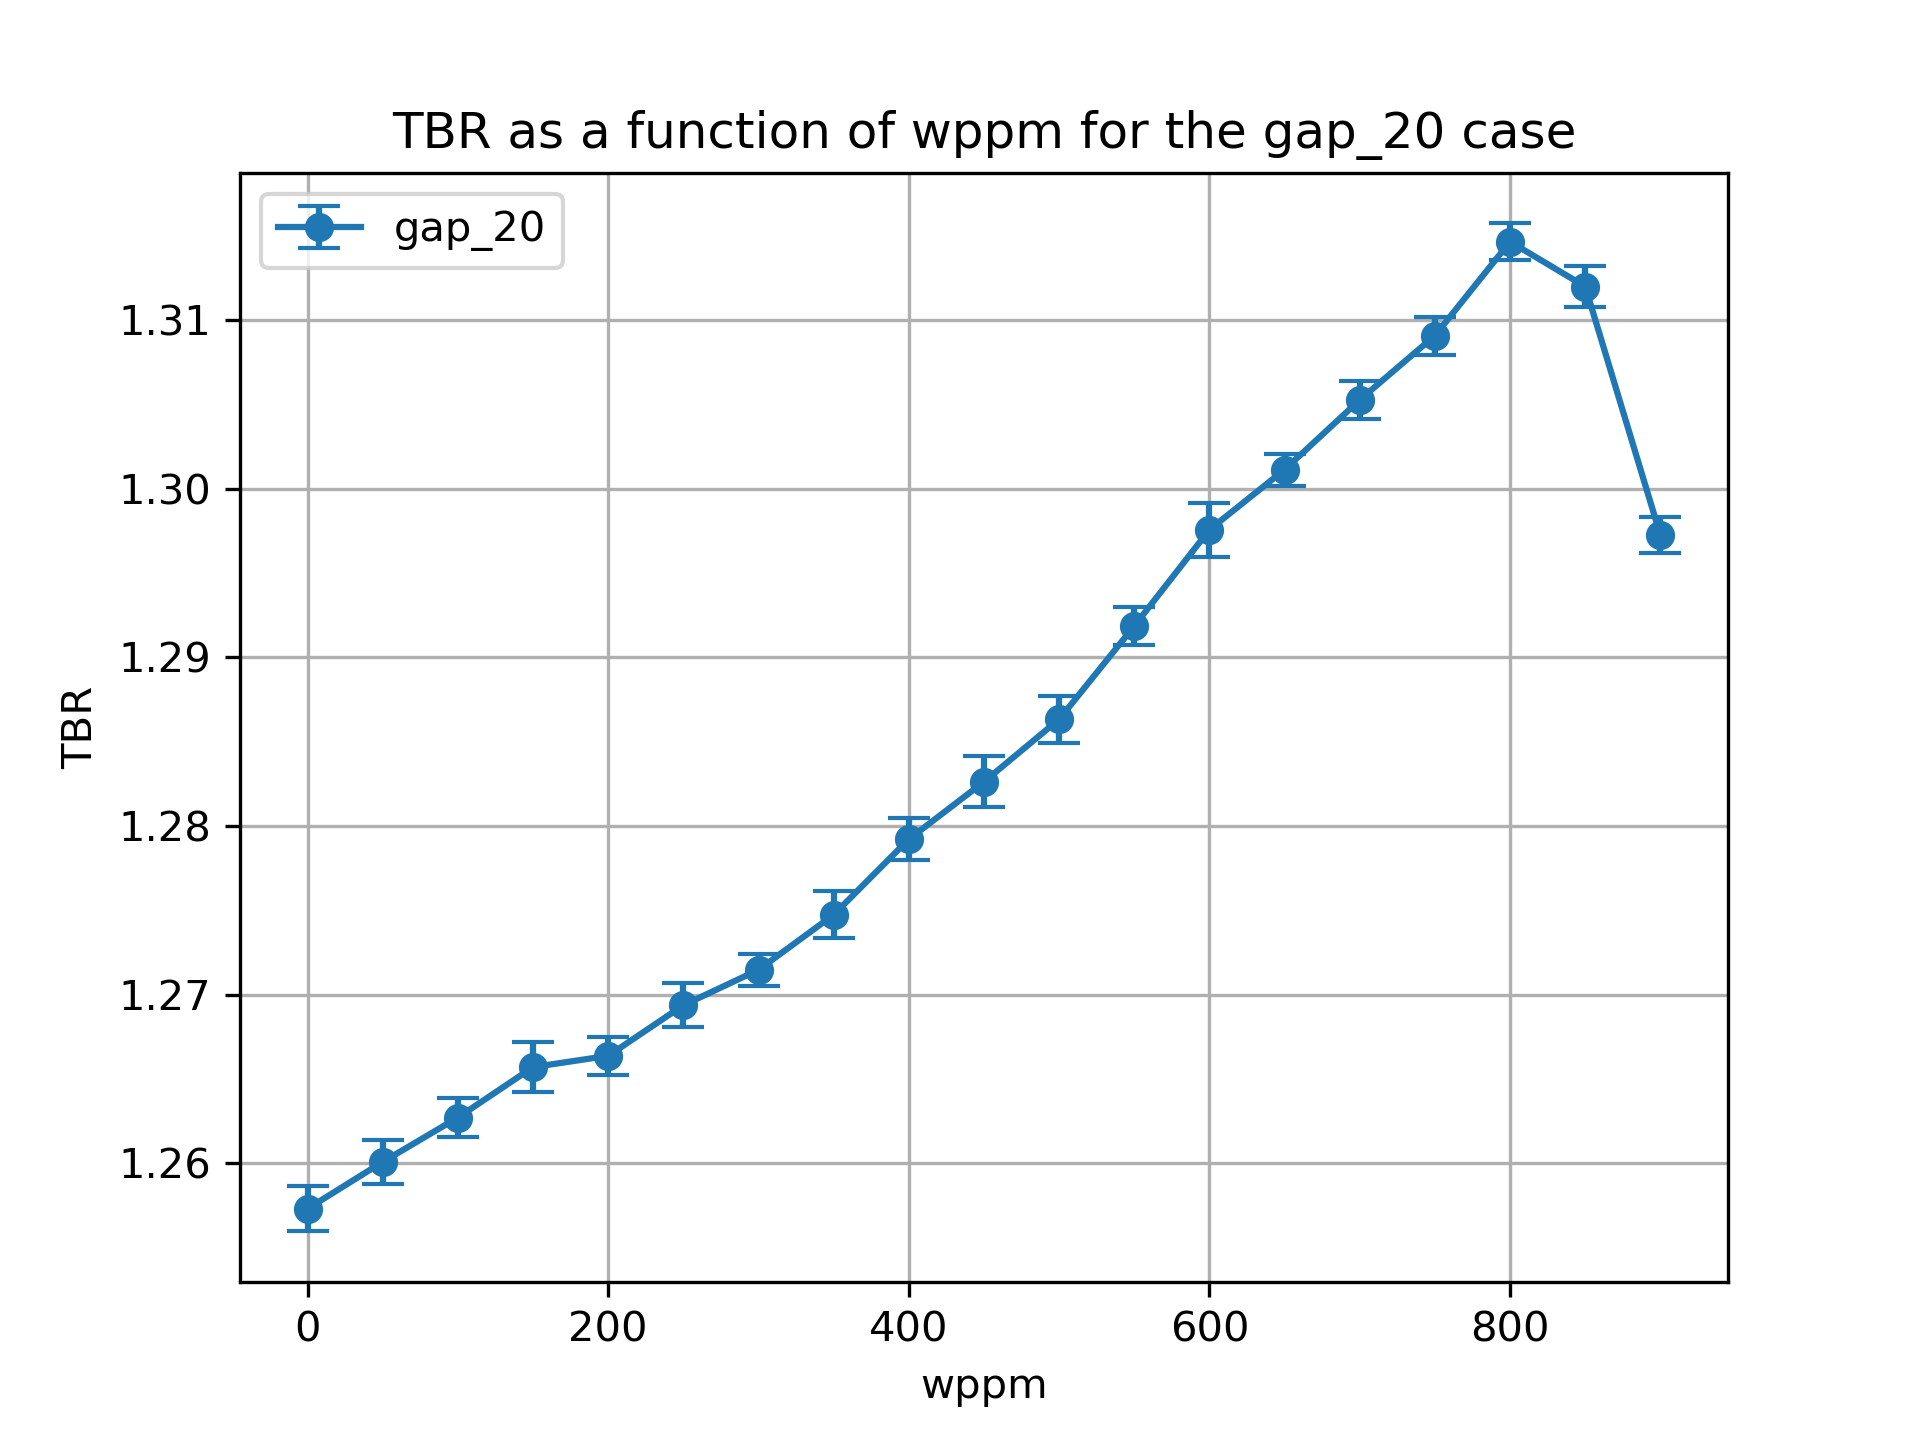 TBR as a function of wppm for the gap_20 case
gap_20
1.31
1.30
1.29
1.28
1.27
1.26
TBR
0 200 400 600 800
wppm